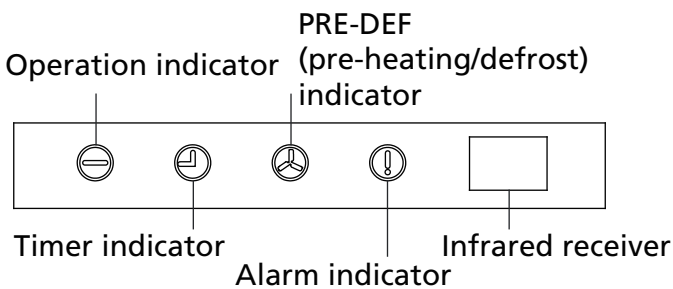 PRE-DEF
Operation indicator
(pre-heating/defrost)
indicator
Timer indicator
Infrared receiver
Alarm indicator